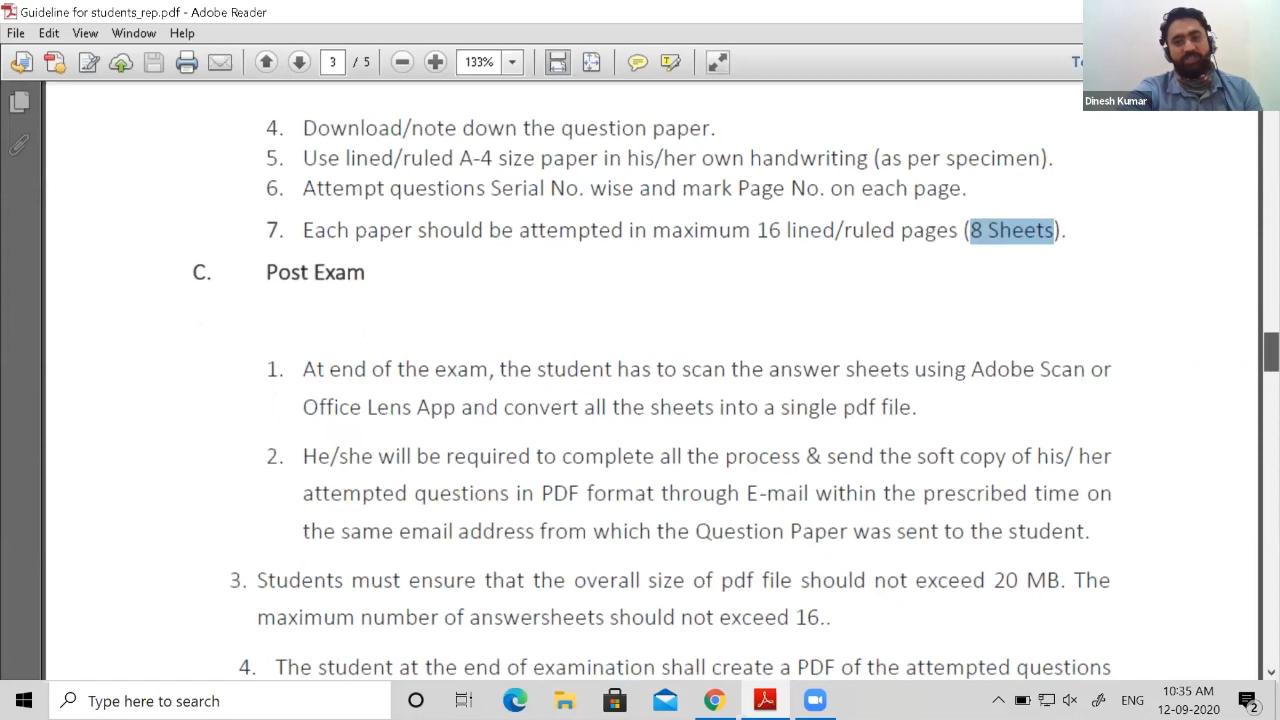 Guideline for students_rep.pdf - Adobe Reader
File Edit View Window Help
3 / 5 133%
Dinesh Kumar
4. Download/note down the question paper.
5. Use lined/ruled A-4 size paper in his/her own handwriting (as per specimen).
6. Attempt questions Serial No. wise and mark Page No. on each page.
7. Each paper should be attempted in maximum 16 lined/ruled pages (8 Sheets).
C. Post Exam
1. At end of the exam, the student has to scan the answer sheets using Adobe Scan or
Office Lens App and convert all the sheets into a single pdf file.
2. He/she will be required to complete all the process & send the soft copy of his/ her
attempted questions in PDF format through E-mail within the prescribed time on
the same email address from which the Question Paper was sent to the student.
3. Students must ensure that the overall size of pdf file should not exceed 20 MB. The
maximum number of answersheets should not exceed 16..
4. The student at the end of examination shall create a PDF of the attempted questions
Type here to search
ENG
10:35 AM
12-09-2020
2